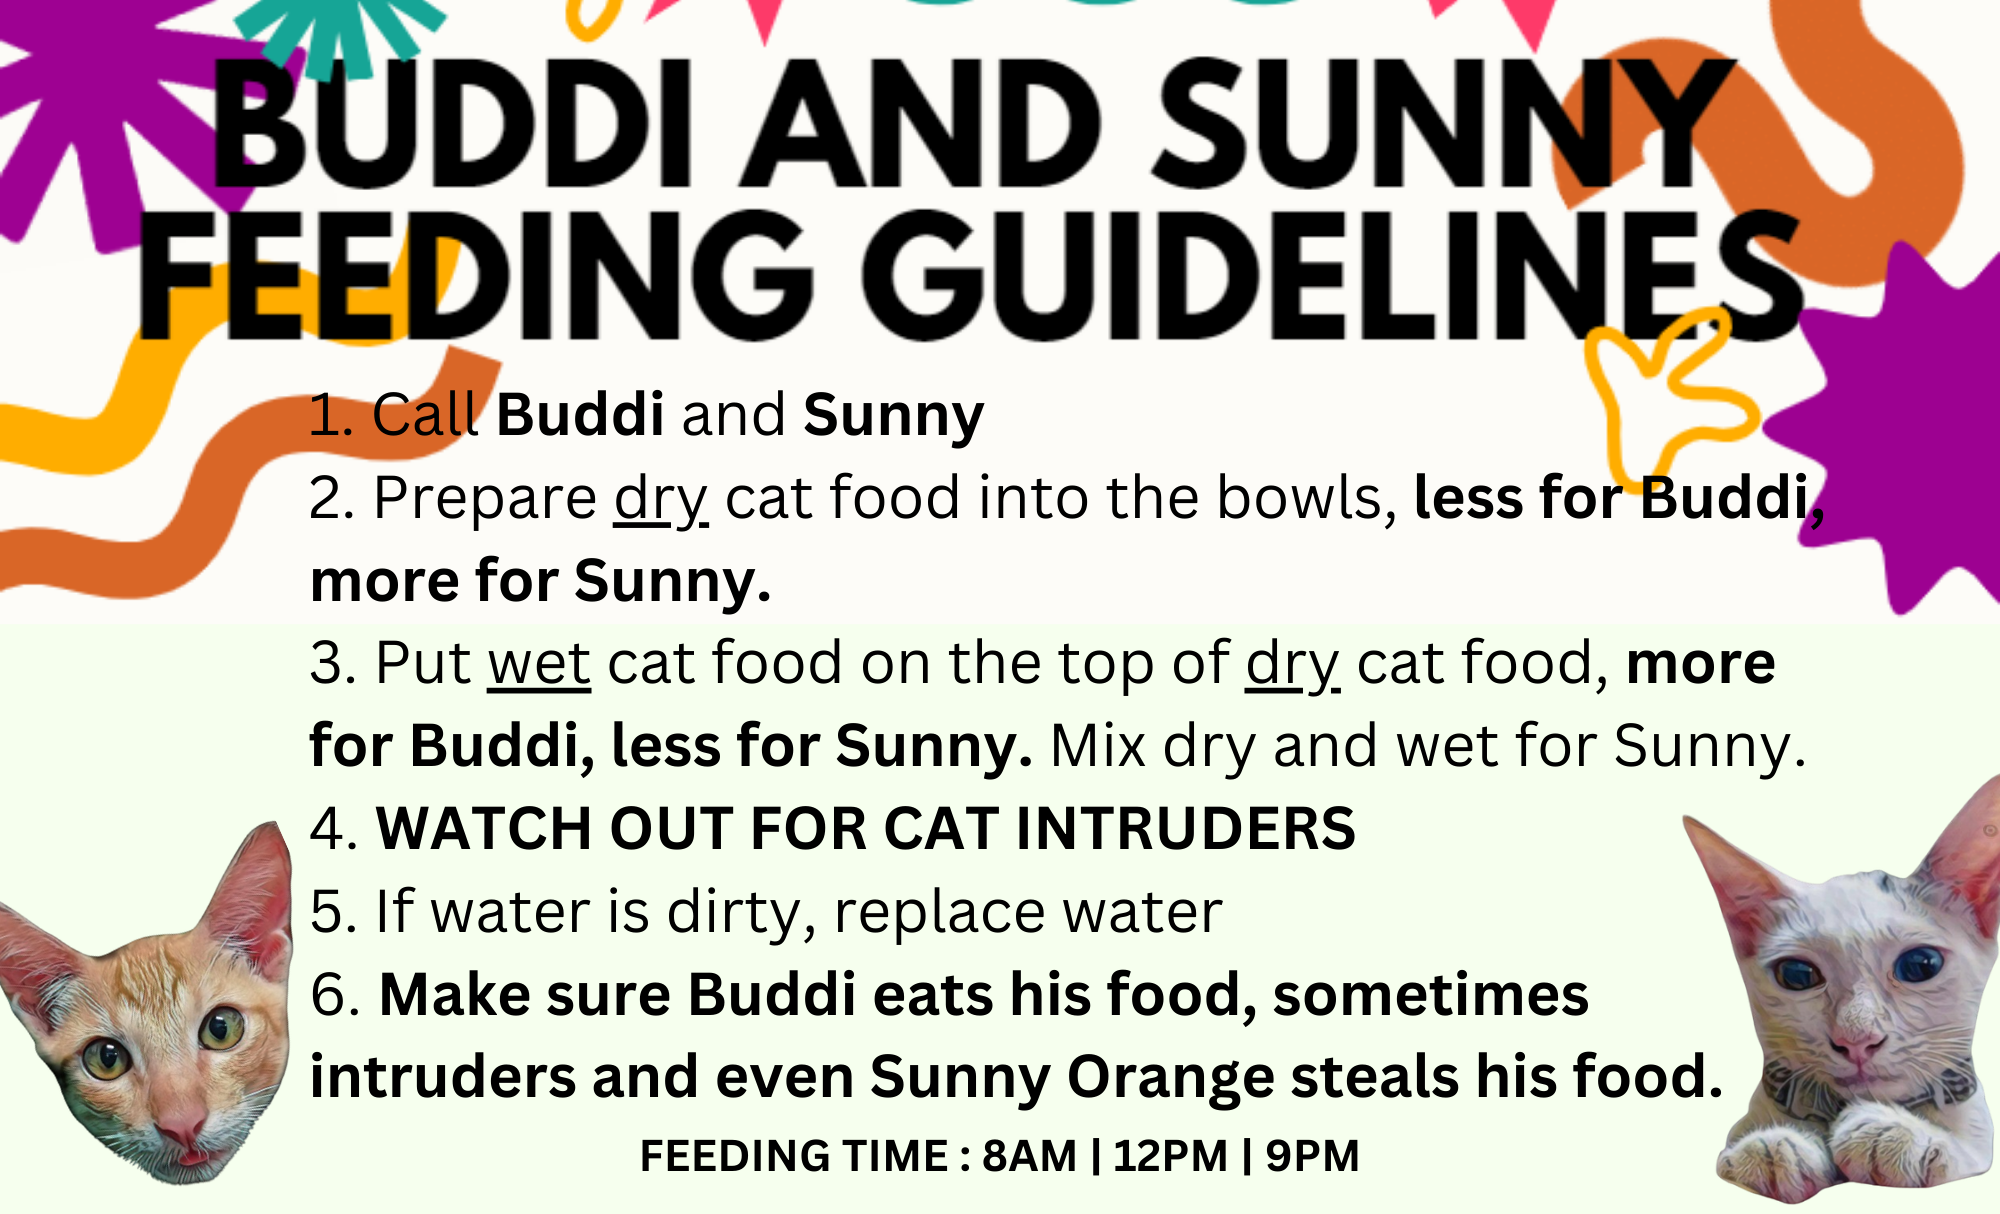 BUDDI AND SUNNY
FEEDING GUIDELINES
1. Call Buddi and Sunny
2. Prepare dry cat food into the bowls, less for Buddi,
more for Sunny.
3. Put wet cat food on the top of dry cat food, more
for Buddi, less for Sunny. Mix dry and wet for Sunny.
4. WATCH OUT FOR CAT INTRUDERS
5. If water is dirty, replace water
6. Make sure Buddi eats his food, sometimes
intruders and even Sunny Orange steals his food.
FEEDING TIME : 8AM | 12PM | 9PM